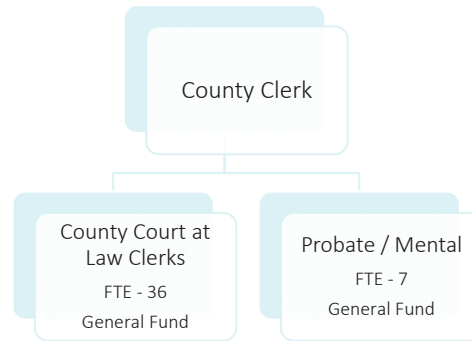 County Clerk
County Court at
Law Clerks
FTE - 36
General Fund
Probate / Mental
FTE - 7
General Fund